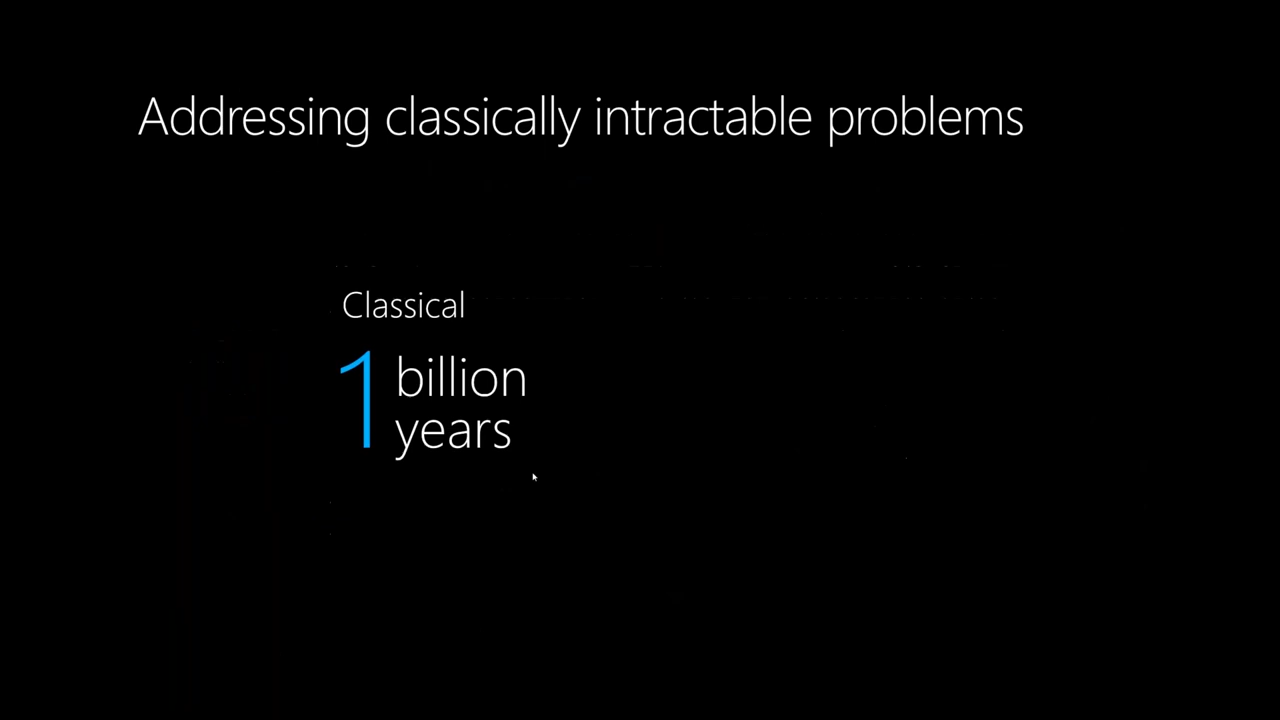 Addressing classically intractable problems
Classical
1 billion
years